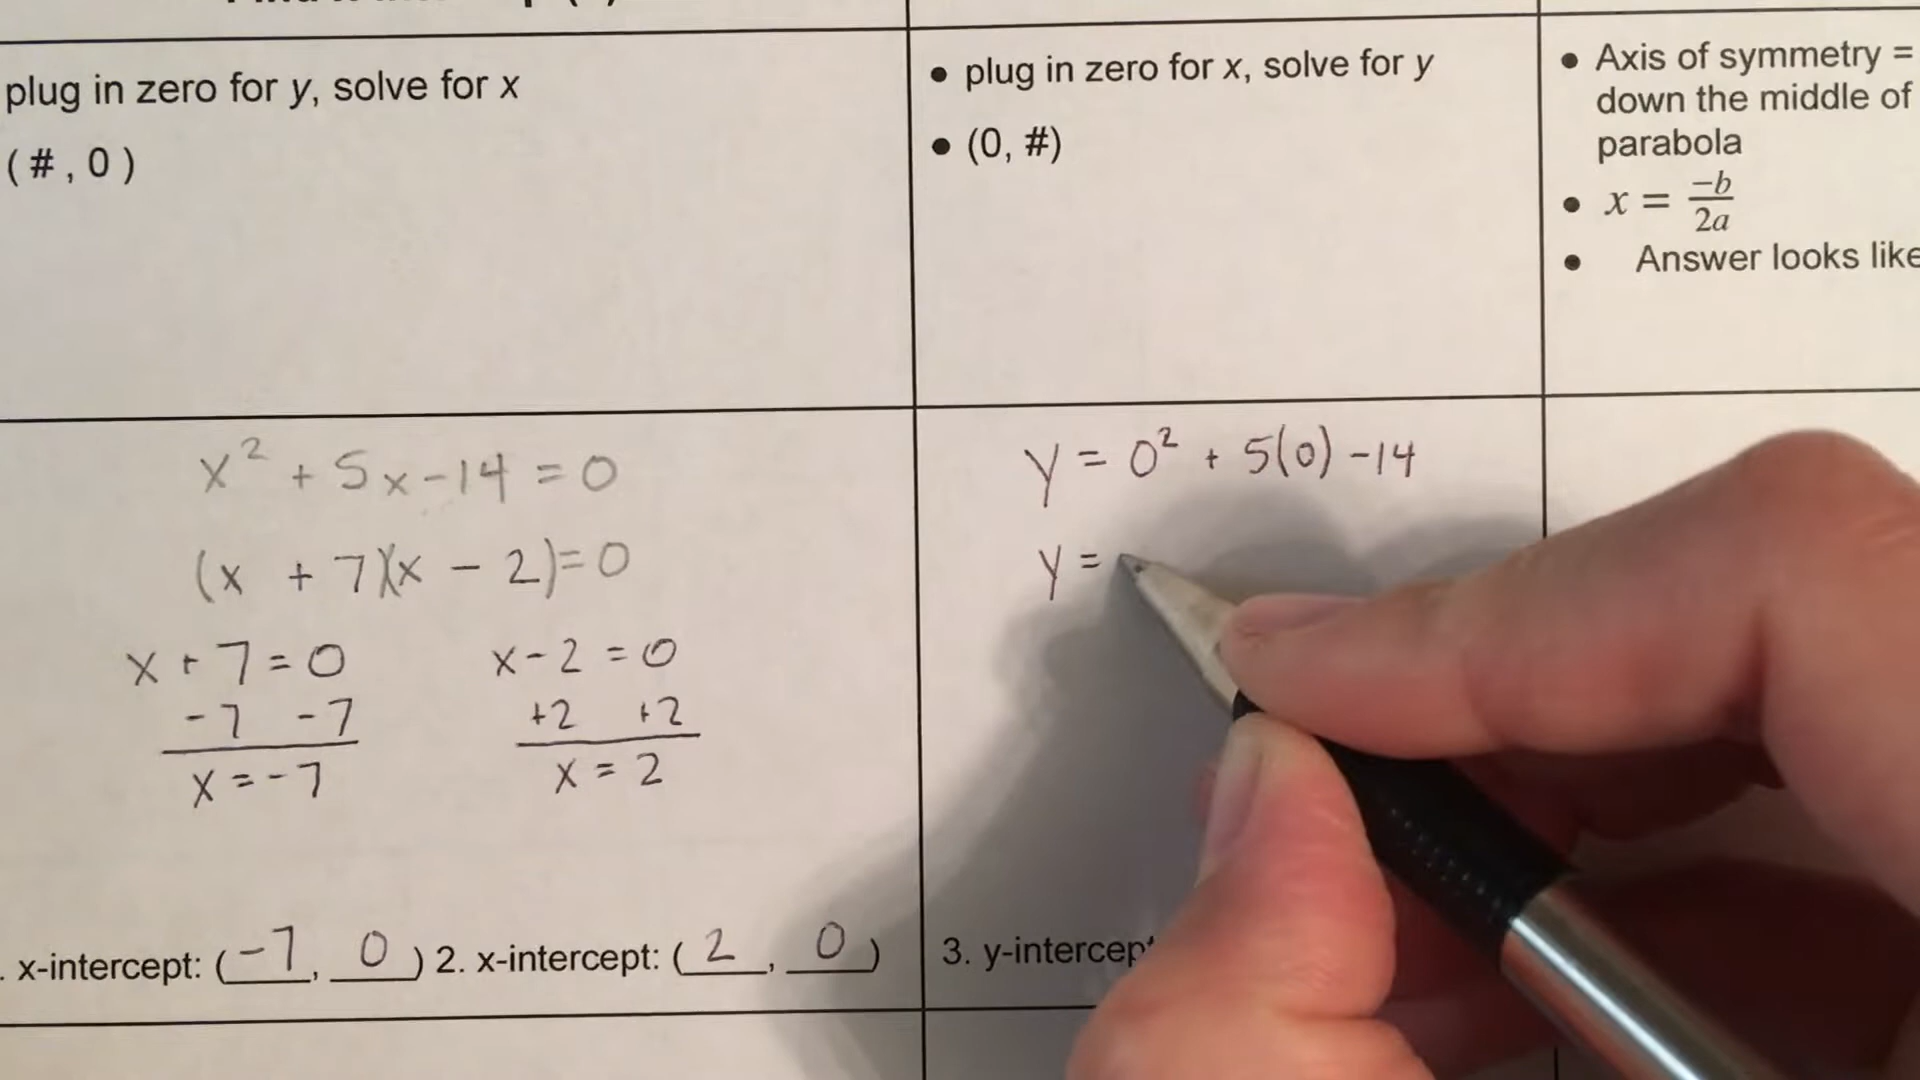 plug in zero for y, solve for x
( # , 0 )
x² + 5x - 14 = 0
(x + 7)(x - 2) = 0
x + 7 = 0 x - 2 = 0
-7 -7 +2 +2
x = -7 x = 2
. x-intercept: (-7, 0) 2. x-intercept: (2, 0)
• plug in zero for x, solve for y
• (0, #)
y = 0² + 5(0) - 14
y =
3. y-intercept
• Axis of symmetry =
down the middle of
parabola
• x = -b/2a
• Answer looks like